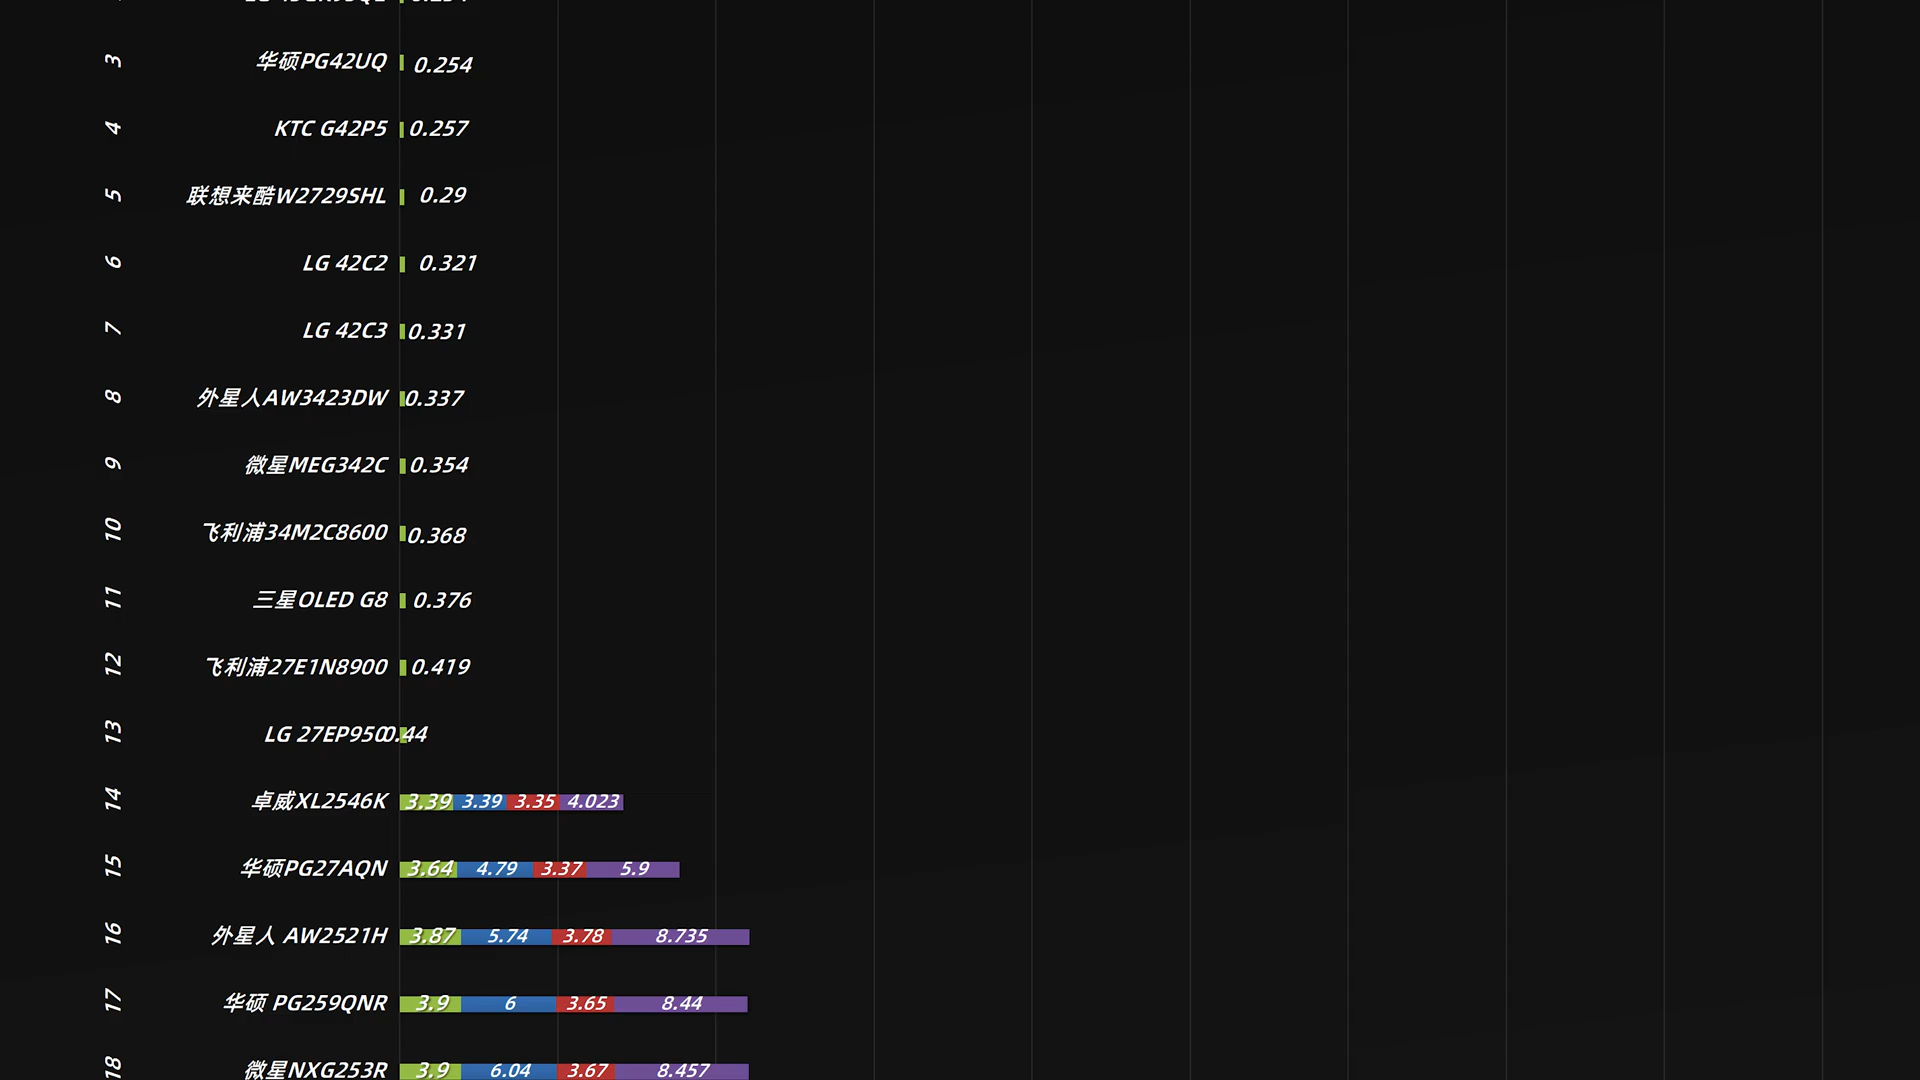 3 华硕PG42UQ 0.254
4 KTC G42P5 0.257
5 联想来酷W2729SHL 0.29
6 LG 42C2 0.321
7 LG 42C3 0.331
8 外星人AW3423DW 0.337
9 微星MEG342C 0.354
10 飞利浦34M2C8600 0.368
11 三星OLED G8 0.376
12 飞利浦27E1N8900 0.419
13 LG 27EP950 0.44
14 卓威XL2546K 3.39 3.39 3.35 4.023
15 华硕PG27AQN 3.64 4.79 3.37 5.9
16 外星人 AW2521H 3.87 5.74 3.78 8.735
17 华硕 PG259QNR 3.9 6 3.65 8.44
18 微星NXG253R 3.9 6.04 3.67 8.457